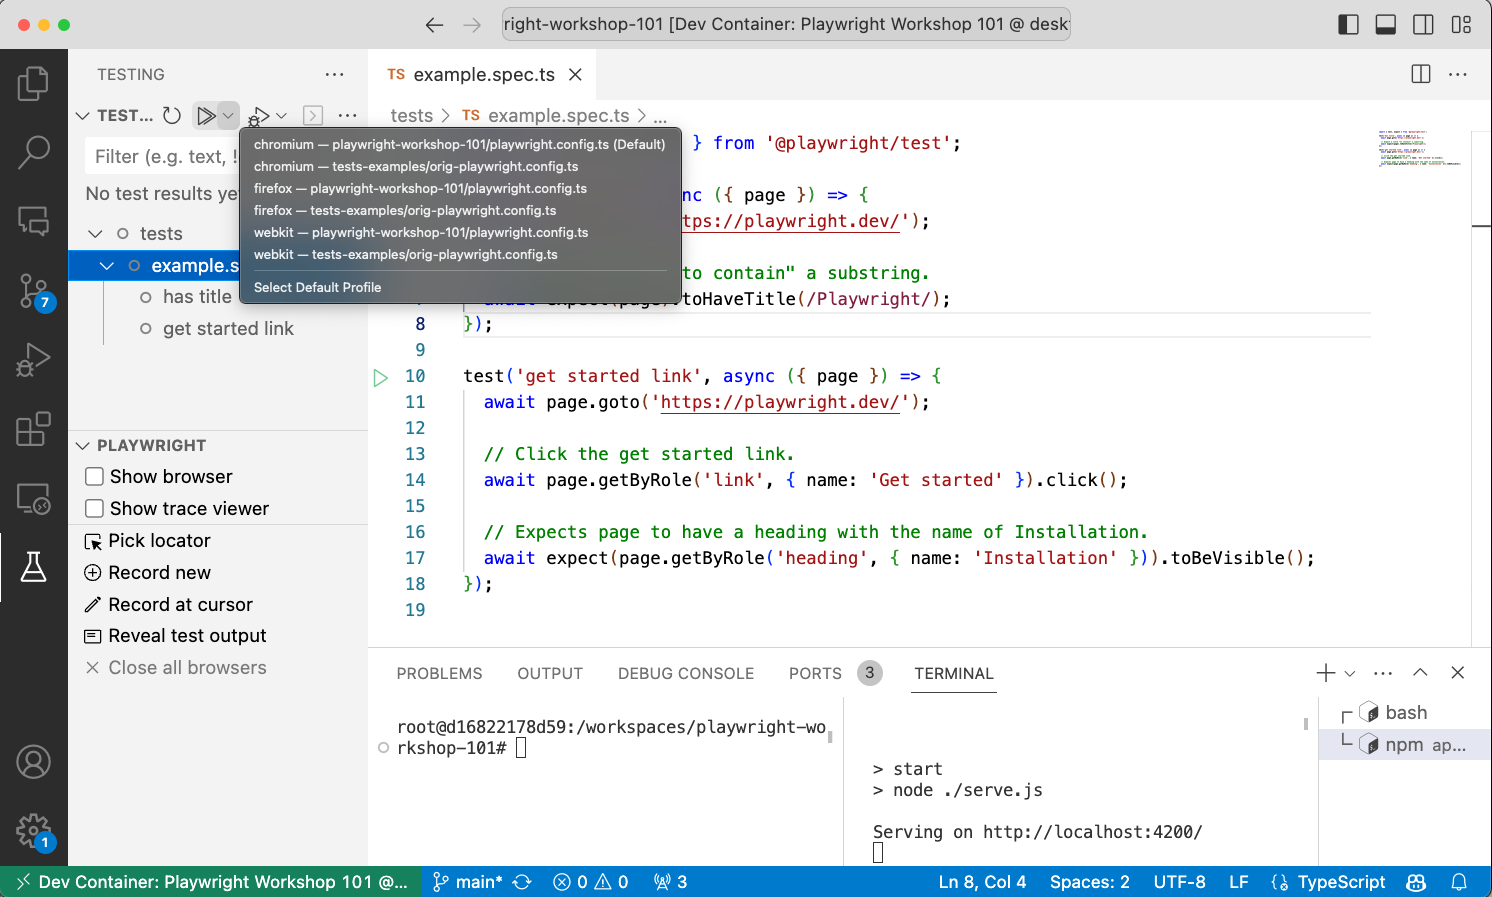 right-workshop-101 [Dev Container: Playwright Workshop 101 @ desk
TESTING
TS example.spec.ts
TEST...
tests > TS example.spec.ts > ...
Filter (e.g. text, !
No test results ye
tests
example.s
has title
get started link
chromium — playwright-workshop-101/playwright.config.ts (Default)
chromium — tests-examples/orig-playwright.config.ts
firefox — playwright-workshop-101/playwright.config.ts
firefox — tests-examples/orig-playwright.config.ts
webkit — playwright-workshop-101/playwright.config.ts
webkit — tests-examples/orig-playwright.config.ts
Select Default Profile
} from '@playwright/test';
nc ({ page }) => {
tps://playwright.dev/');
to contain" a substring.
toHaveTitle(/Playwright/);
8 });
9
10 test('get started link', async ({ page }) => {
11 await page.goto('https://playwright.dev/');
12
13 // Click the get started link.
14 await page.getByRole('link', { name: 'Get started' }).click();
15
16 // Expects page to have a heading with the name of Installation.
17 await expect(page.getByRole('heading', { name: 'Installation' })).toBeVisible();
18 });
19
7
PLAYWRIGHT
Show browser
Show trace viewer
Pick locator
Record new
Record at cursor
Reveal test output
Close all browsers
1
PROBLEMS OUTPUT DEBUG CONSOLE PORTS 3 TERMINAL
root@d16822178d59:/workspaces/playwright-wo
rkshop-101#
> start
> node ./serve.js
Serving on http://localhost:4200/
bash
npm ap...
Dev Container: Playwright Workshop 101 @... main* 0 0 3 Ln 8, Col 4 Spaces: 2 UTF-8 LF {} TypeScript